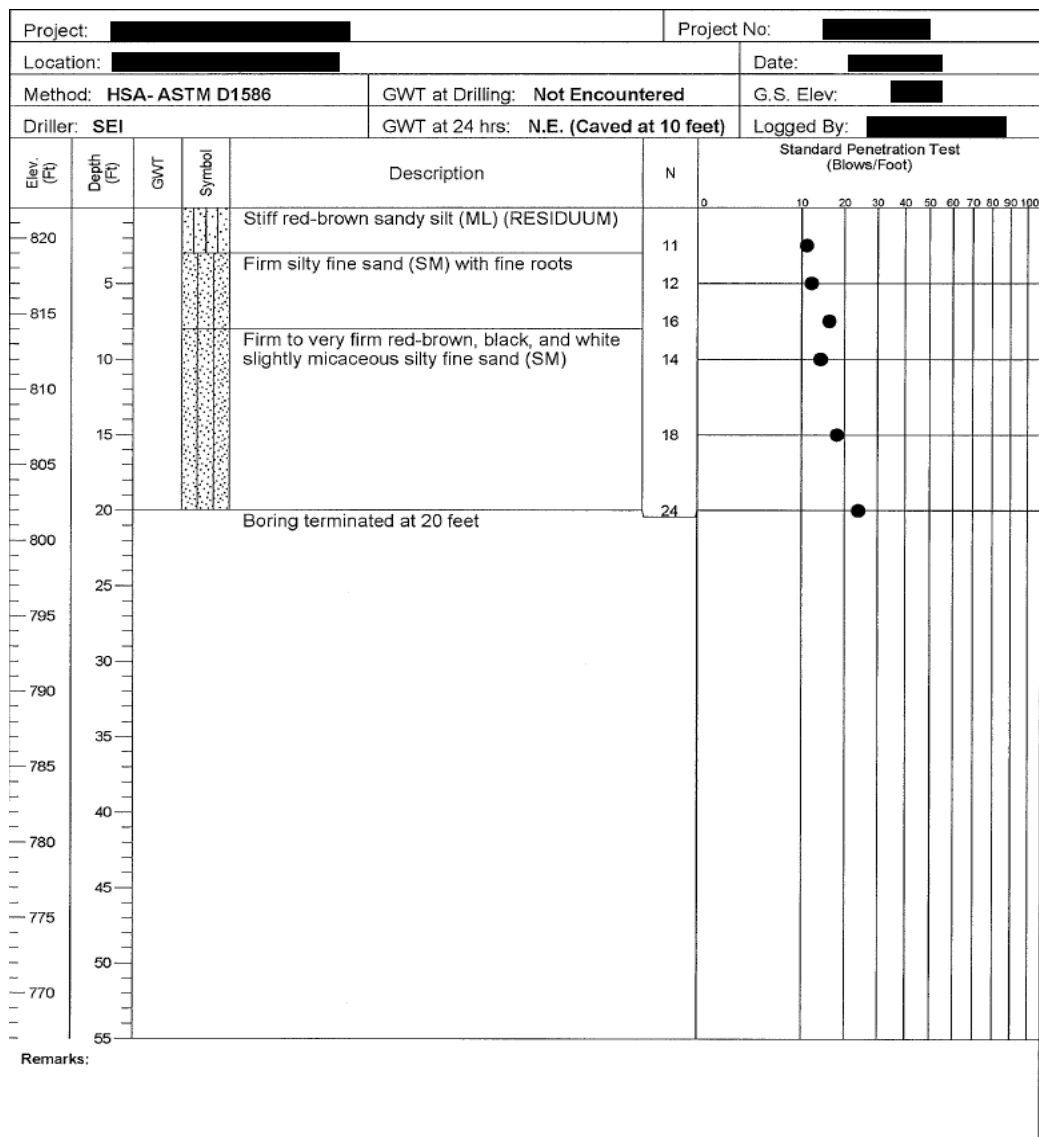 Project:
Project No:
Location:
Date:
Method: HSA- ASTM D1586
GWT at Drilling: Not Encountered
G.S. Elev:
Driller: SEI
GWT at 24 hrs: N.E. (Caved at 10 feet)
Logged By:
Elev. (Ft)
Depth (Ft)
GWT
Symbol
Description
N
Standard Penetration Test
(Blows/Foot)
0 10 20 30 40 50 60 70 80 90 100
Stiff red-brown sandy silt (ML) (RESIDUUM)
820
11
Firm silty fine sand (SM) with fine roots
5
12
815
16
Firm to very firm red-brown, black, and white
slightly micaceous silty fine sand (SM)
10
14
810
15
18
805
20
24
Boring terminated at 20 feet
800
25
795
30
790
35
785
40
780
45
775
50
770
55
Remarks: